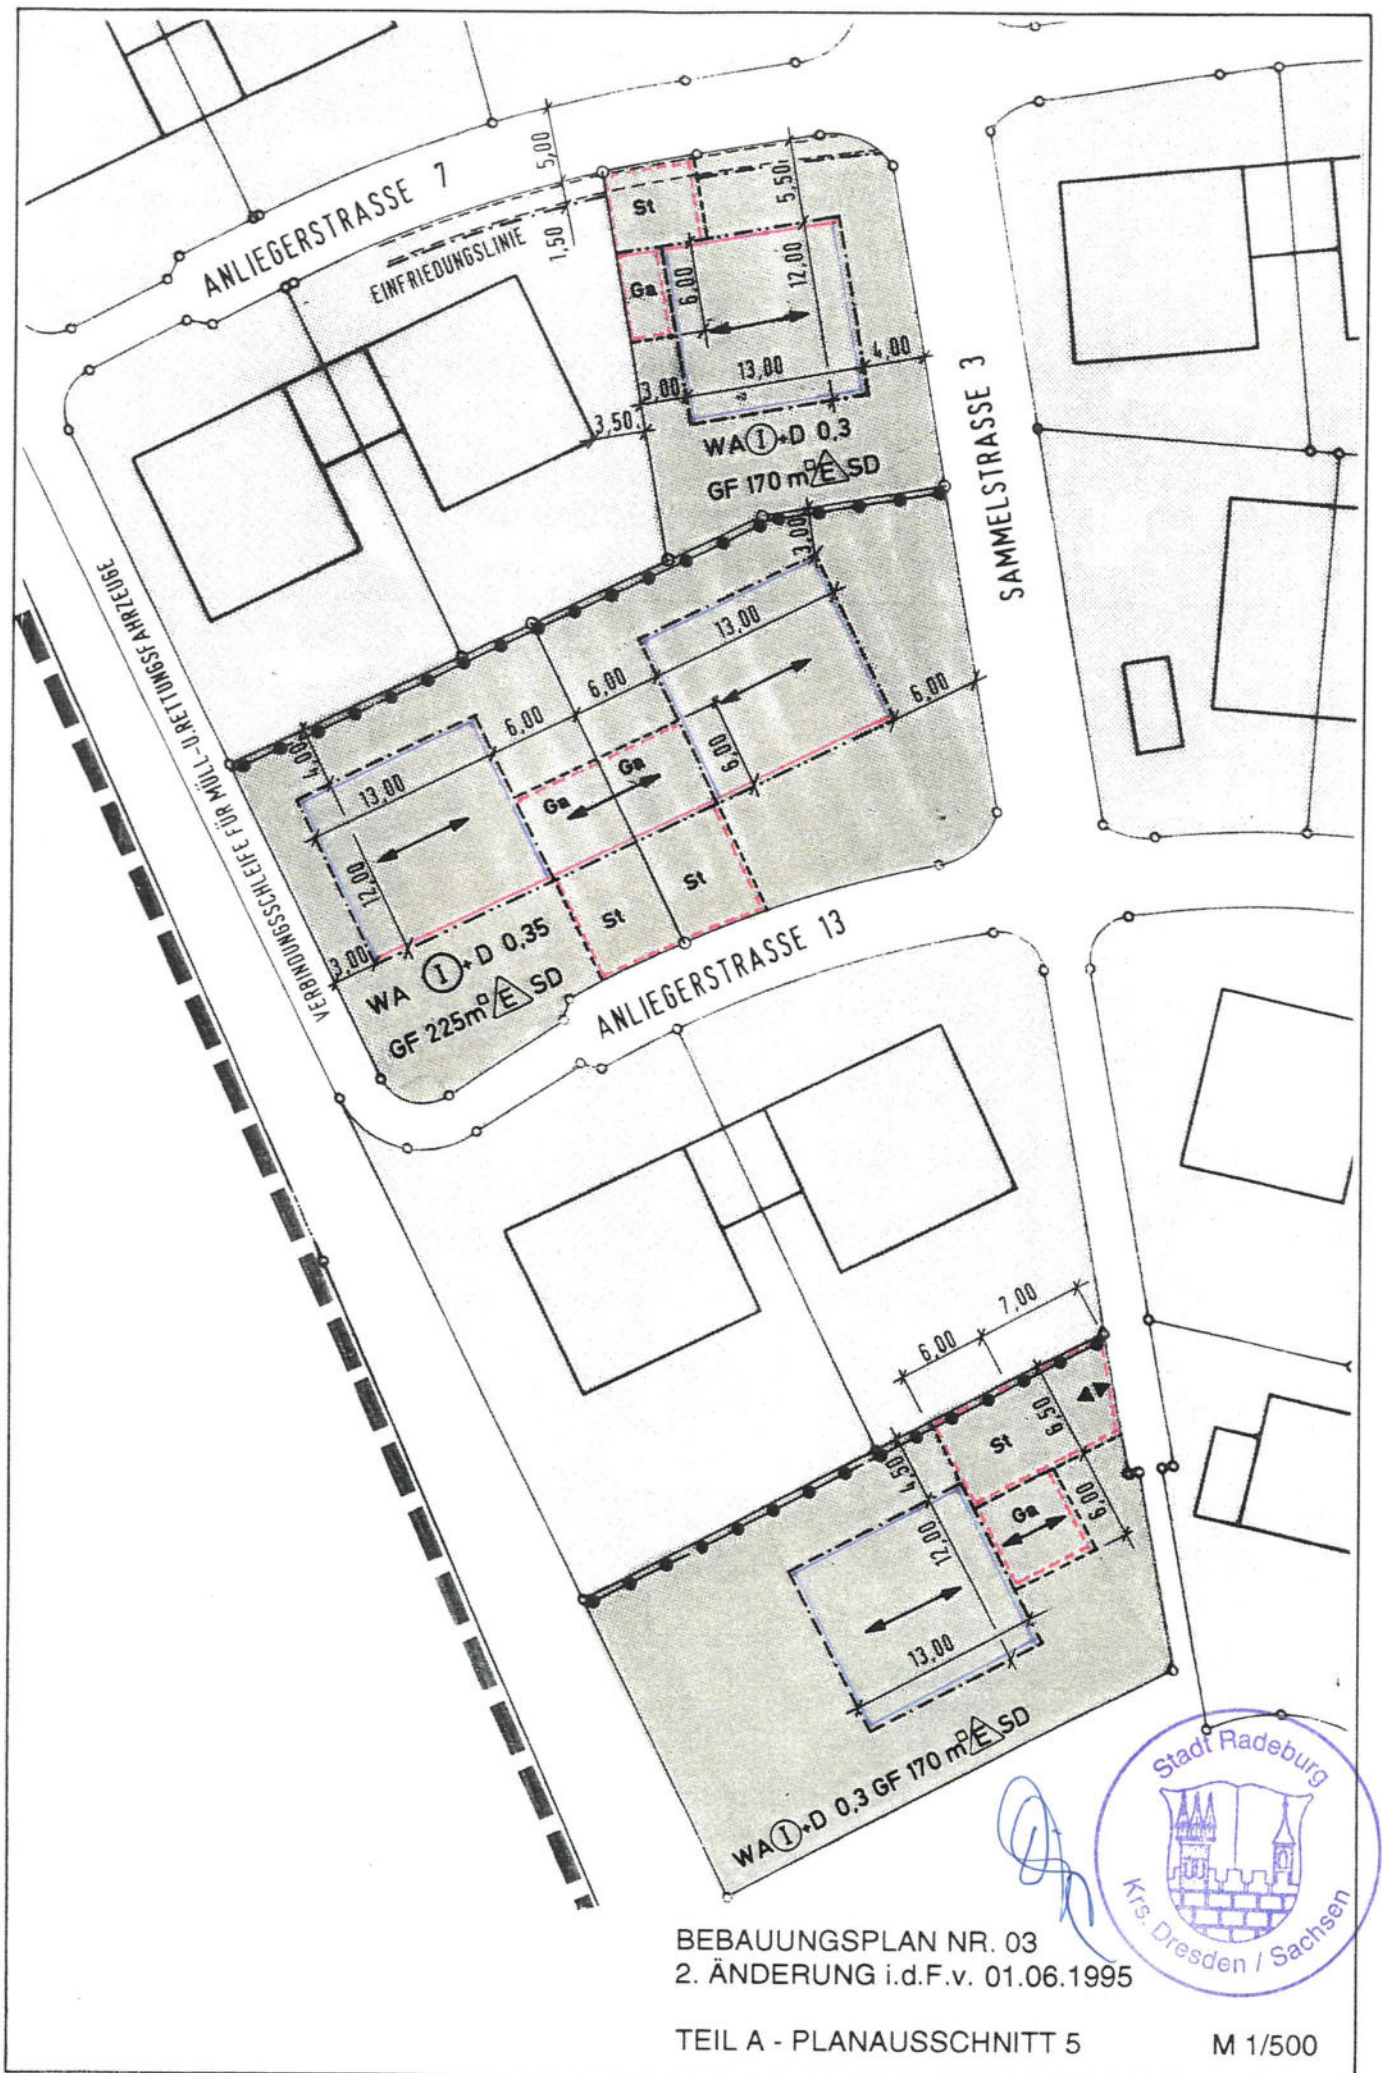 ANLIEGERSTRASSE 7
5,00
1,50
EINFRIEDUNGSLINIE
St
5,50
Ga
6,00
12,00
13,00
4,00
3,00
3,50
WA I+D 0,3
GF 170 m² E SD
SAMMELSTRASSE 3
VERBINDUNGSSCHLEIFE FÜR MÜLL-U.RETTUNGSFAHRZEUGE
3,00
13,00
6,00
6,00
6,00
4,00
13,00
Ga
Ga
6,00
12,00
St
St
3,00
WA I+D 0,35
GF 225m² E SD
ANLIEGERSTRASSE 13
7,00
6,00
6,50
St
4,50
Ga
6,00
12,00
13,00
WA I+D 0,3 GF 170 m² E SD
Stadt Radeburg
Krs. Dresden / Sachsen
BEBAUUNGSPLAN NR. 03
2. ÄNDERUNG i.d.F.v. 01.06.1995
TEIL A - PLANAUSSCHNITT 5
M 1/500